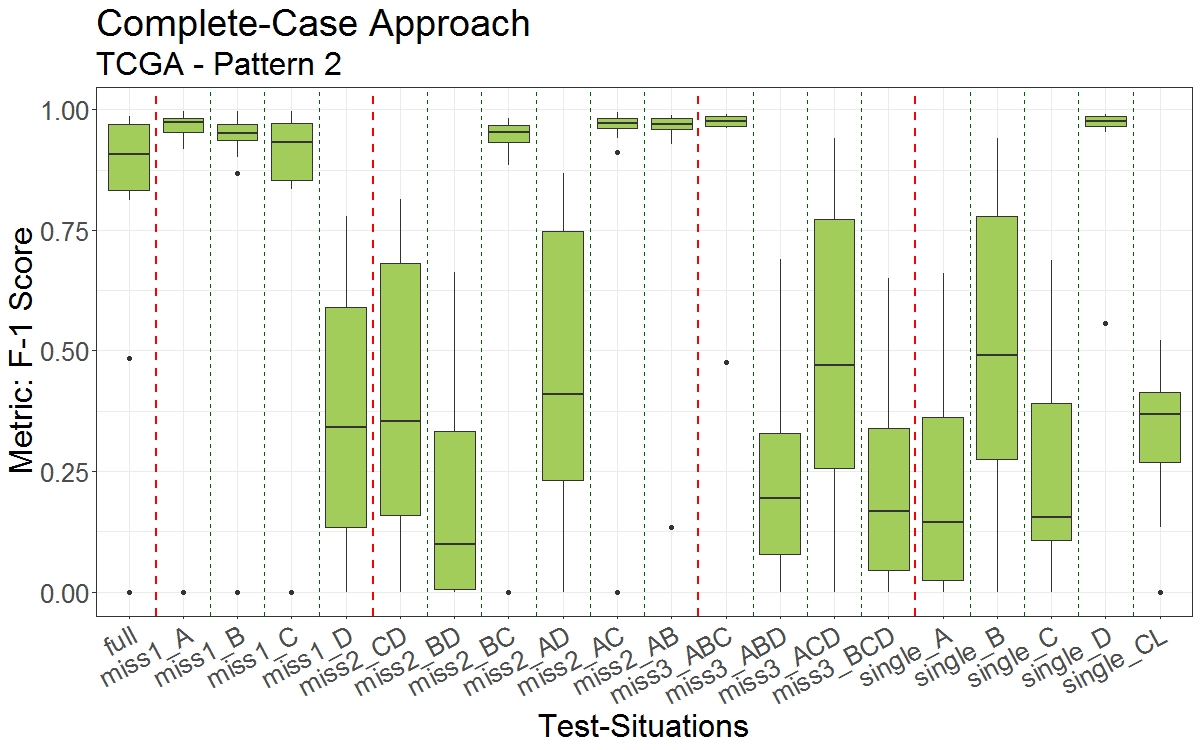 Complete-Case Approach
TCGA - Pattern 2
Metric: F-1 Score
1.00
0.75
0.50
0.25
0.00
full
miss1_A
miss1_B
miss1_C
miss1_D
miss2_CD
miss2_BD
miss2_BC
miss2_AD
miss2_AC
miss2_AB
miss3_ABC
miss3_ABD
miss3_ACD
miss3_BCD
single_A
single_B
single_C
single_D
single_CL
Test-Situations